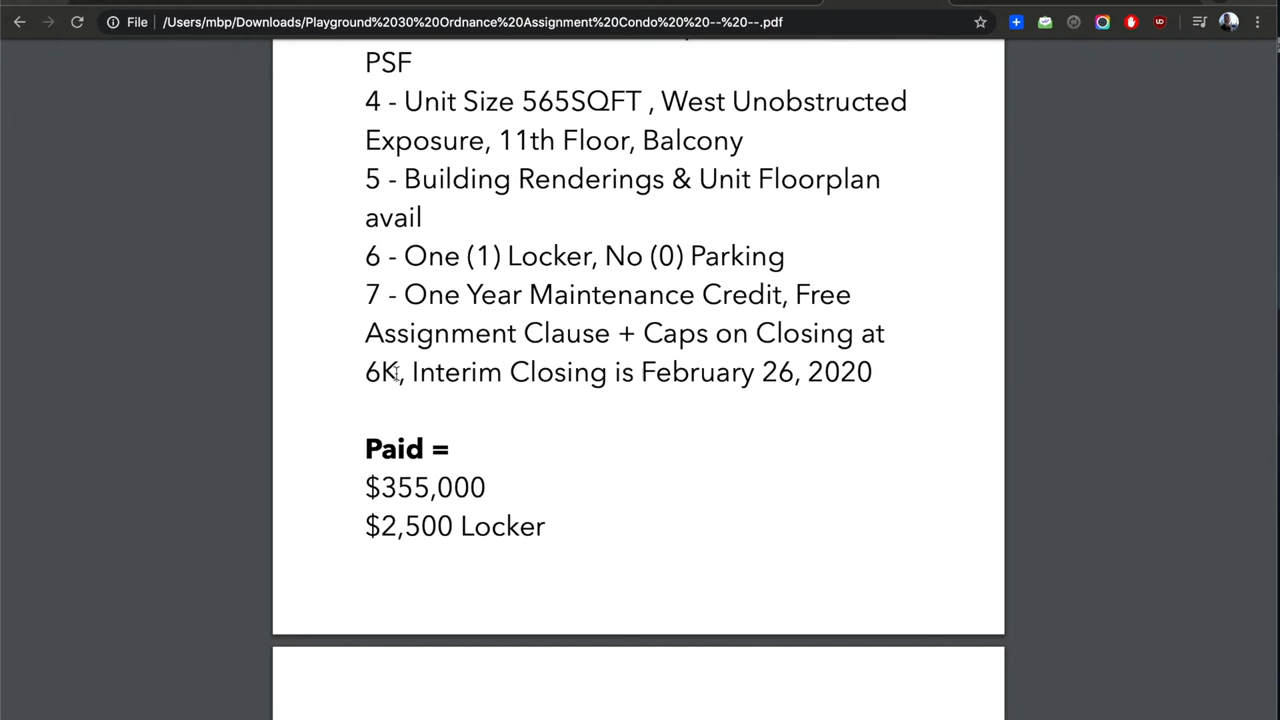 File
/Users/mbp/Downloads/Playground%2030%20Ordnance%20Assignment%20Condo%20%20--%20--.pdf
PSF
4 - Unit Size 565SQFT , West Unobstructed
Exposure, 11th Floor, Balcony
5 - Building Renderings & Unit Floorplan
avail
6 - One (1) Locker, No (0) Parking
7 - One Year Maintenance Credit, Free
Assignment Clause + Caps on Closing at
6K, Interim Closing is February 26, 2020
Paid =
$355,000
$2,500 Locker